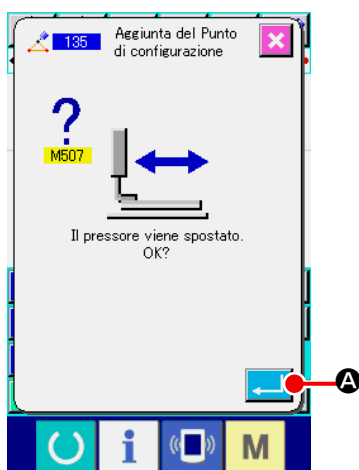 135
Aggiunta del Punto
di configurazione
?
M507
Il pressore viene spostato.
OK?
A
i
M